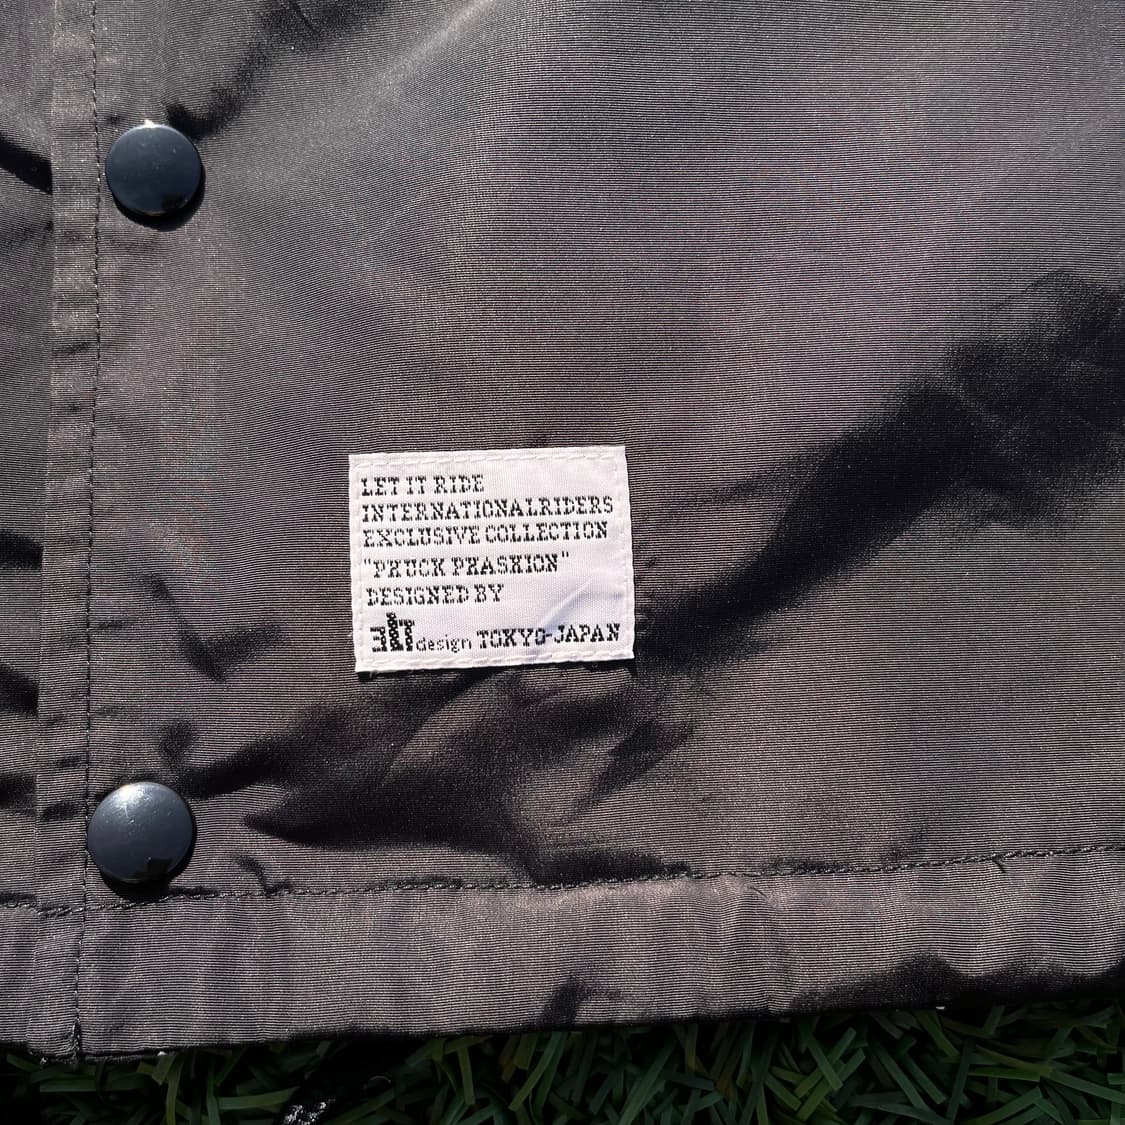 LET IT RIDE
INTERNATIONALRIDERS
EXCLUSIVE COLLECTION
"PHUCK PHASHION"
DESIGNED BY
design TOKYO-JAPAN